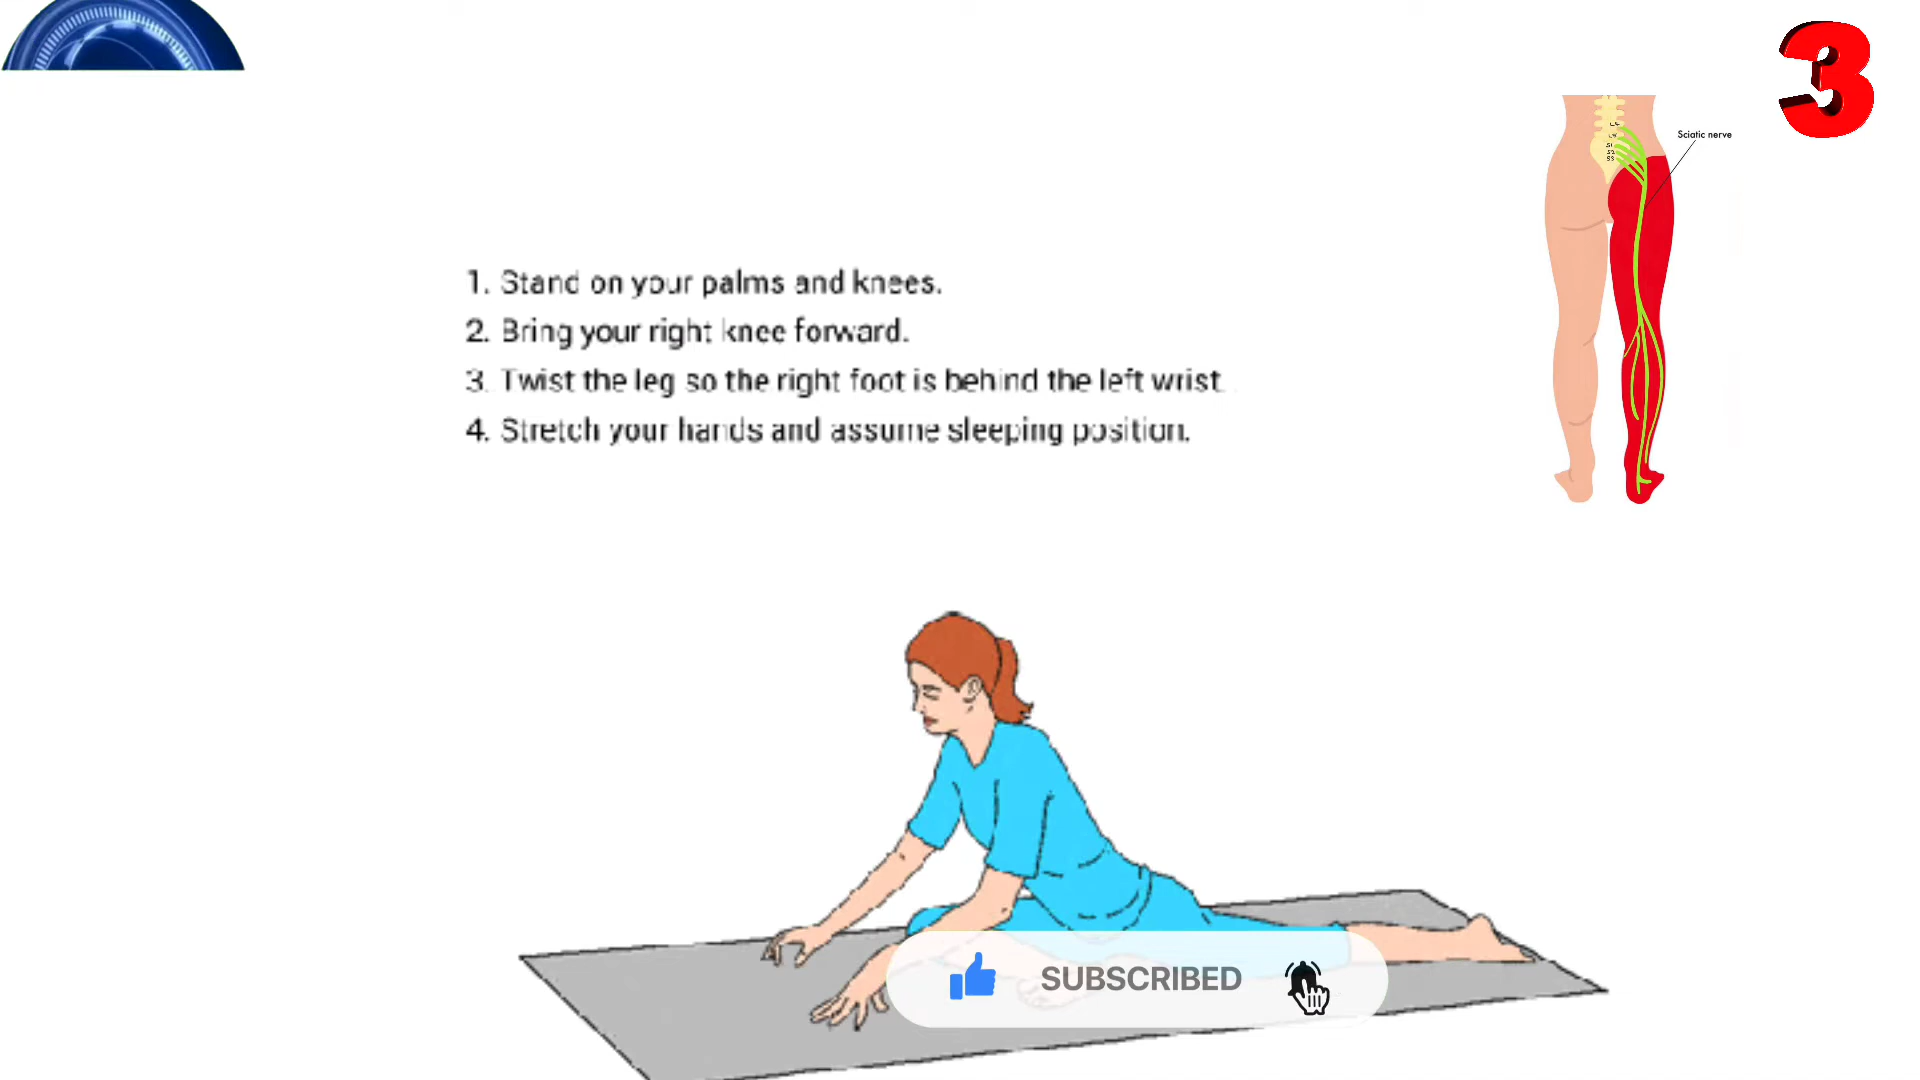 3
Sciatic nerve
1. Stand on your palms and knees.
2. Bring your right knee forward.
3. Twist the leg so the right foot is behind the left wrist.
4. Stretch your hands and assume sleeping position.
SUBSCRIBED